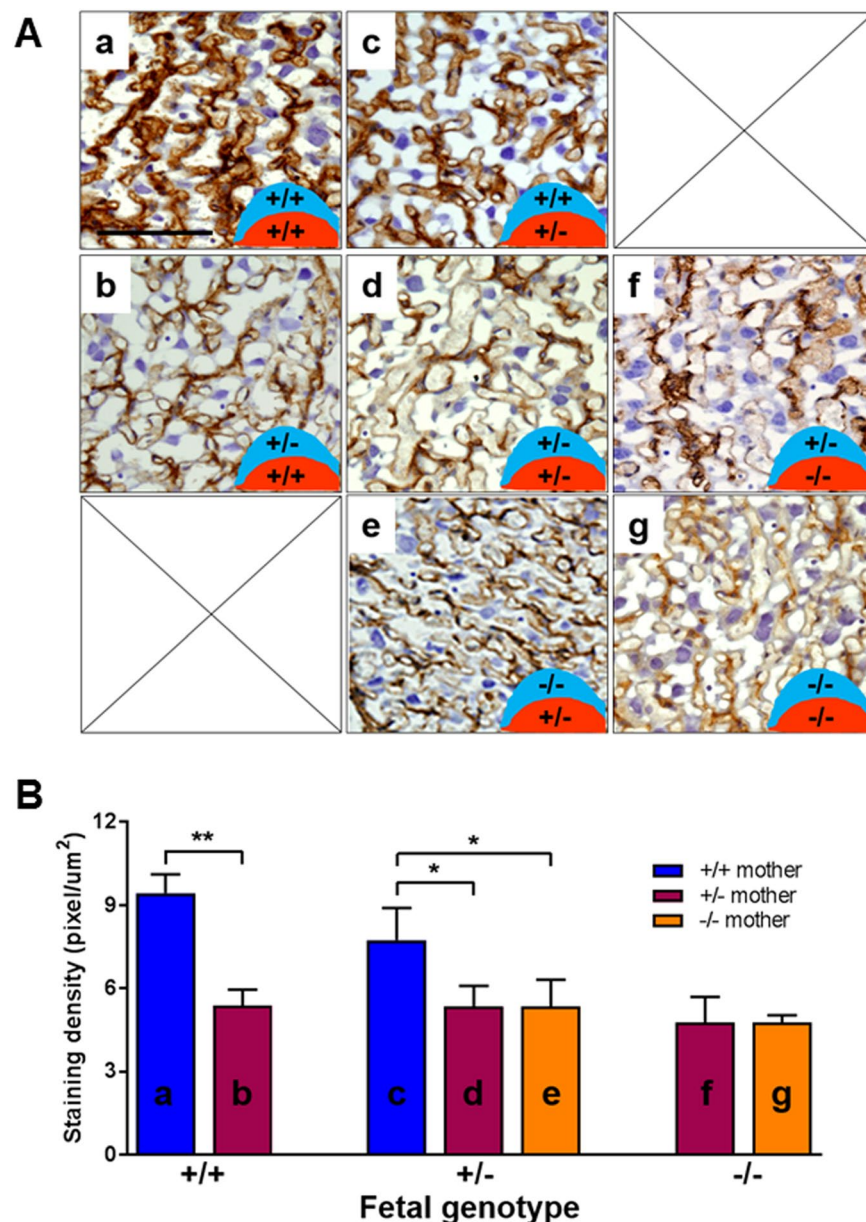 A
a
c
+/+
+/+
+/+
+/-
b
d
f
+/-
+/+
+/-
+/-
+/-
-/-
e
g
-/-
+/-
-/-
-/-
B
Staining density (pixel/um²)
12
9
6
3
0
**
*
*
+/+ mother
+/- mother
-/- mother
a
b
c
d
e
f
g
+/+
+/-
-/-
Fetal genotype